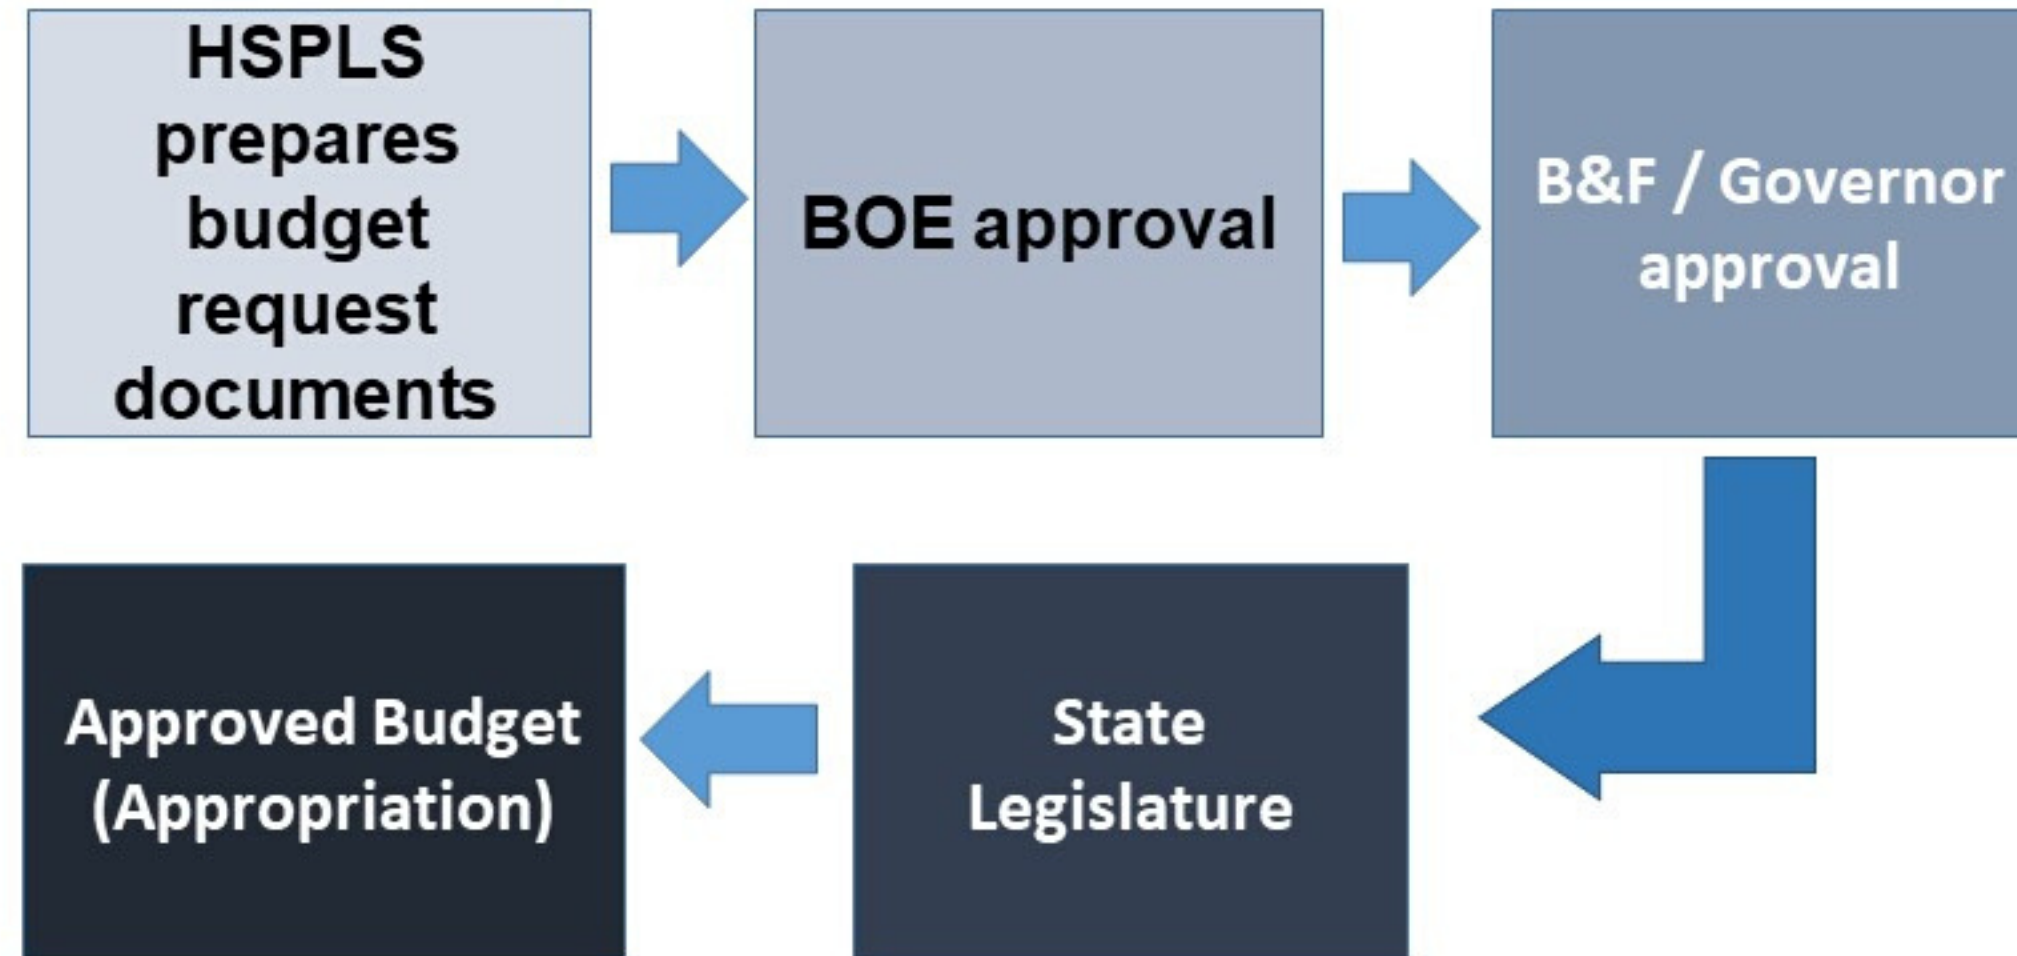 HSPLS
prepares
budget
request
documents
BOE approval
B&F / Governor
approval
State
Legislature
Approved Budget
(Appropriation)